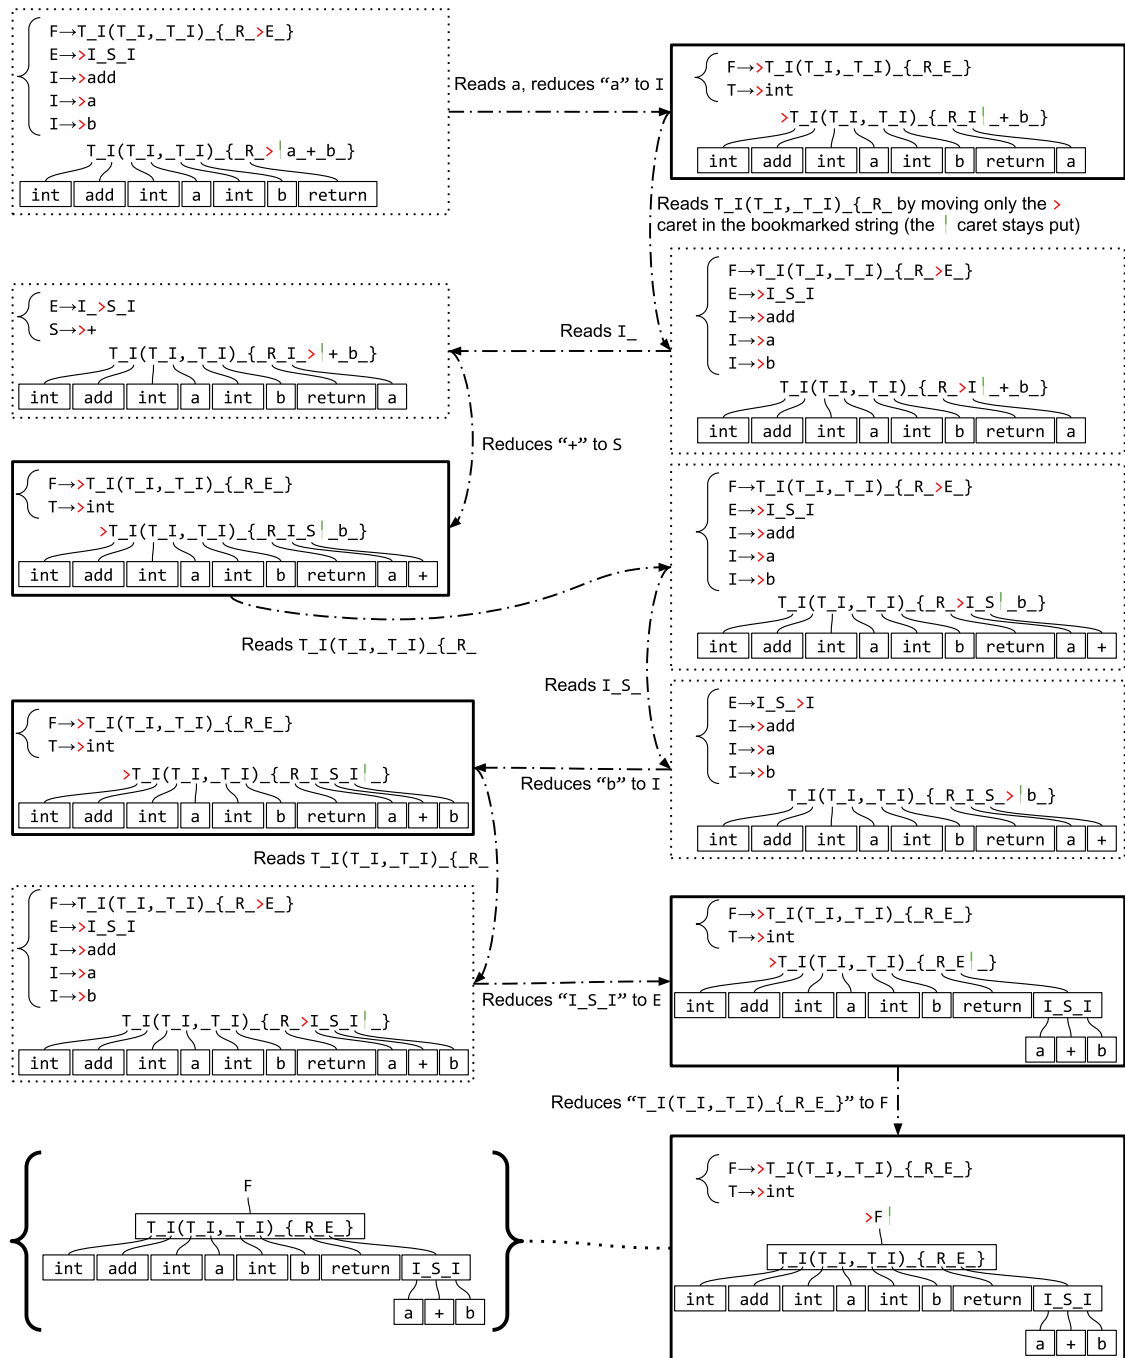 F→T_I(T_I,_T_I)_{_R_>E_}
E→>I_S_I
I→>add
I→>a
I→>b
T_I(T_I,_T_I)_{_R_>|a_+_b_}
int add int a int b return
Reads a, reduces “a” to I
F→>T_I(T_I,_T_I)_{_R_E_}
T→>int
>T_I(T_I,_T_I)_{_R_I|_+_b_}
int add int a int b return a
Reads T_I(T_I,_T_I)_{_R_ by moving only the >
caret in the bookmarked string (the | caret stays put)
F→T_I(T_I,_T_I)_{_R_>E_}
E→>I_S_I
I→>add
I→>a
I→>b
T_I(T_I,_T_I)_{_R_>I|_+_b_}
int add int a int b return a
Reads I_
E→I_>S_I
S→>+
T_I(T_I,_T_I)_{_R_I_>|+_b_}
int add int a int b return a
Reduces “+” to S
F→>T_I(T_I,_T_I)_{_R_E_}
T→>int
>T_I(T_I,_T_I)_{_R_I_S|_b_}
int add int a int b return a +
Reads T_I(T_I,_T_I)_{_R_
F→T_I(T_I,_T_I)_{_R_>E_}
E→>I_S_I
I→>add
I→>a
I→>b
T_I(T_I,_T_I)_{_R_>I_S|_b_}
int add int a int b return a +
Reads I_S_
E→I_S_>I
I→>add
I→>a
I→>b
T_I(T_I,_T_I)_{_R_I_S_>|b_}
int add int a int b return a +
Reduces “b” to I
F→>T_I(T_I,_T_I)_{_R_E_}
T→>int
>T_I(T_I,_T_I)_{_R_I_S_I|_}
int add int a int b return a + b
Reads T_I(T_I,_T_I)_{_R_
F→T_I(T_I,_T_I)_{_R_>E_}
E→>I_S_I
I→>add
I→>a
I→>b
T_I(T_I,_T_I)_{_R_>I_S_I|_}
int add int a int b return a + b
Reduces “I_S_I” to E
F→>T_I(T_I,_T_I)_{_R_E_}
T→>int
>T_I(T_I,_T_I)_{_R_E|_}
int add int a int b return I_S_I
a + b
Reduces “T_I(T_I,_T_I)_{_R_E_}” to F
F→>T_I(T_I,_T_I)_{_R_E_}
T→>int
>F|
T_I(T_I,_T_I)_{_R_E_}
int add int a int b return I_S_I
a + b
F
T_I(T_I,_T_I)_{_R_E_}
int add int a int b return I_S_I
a + b